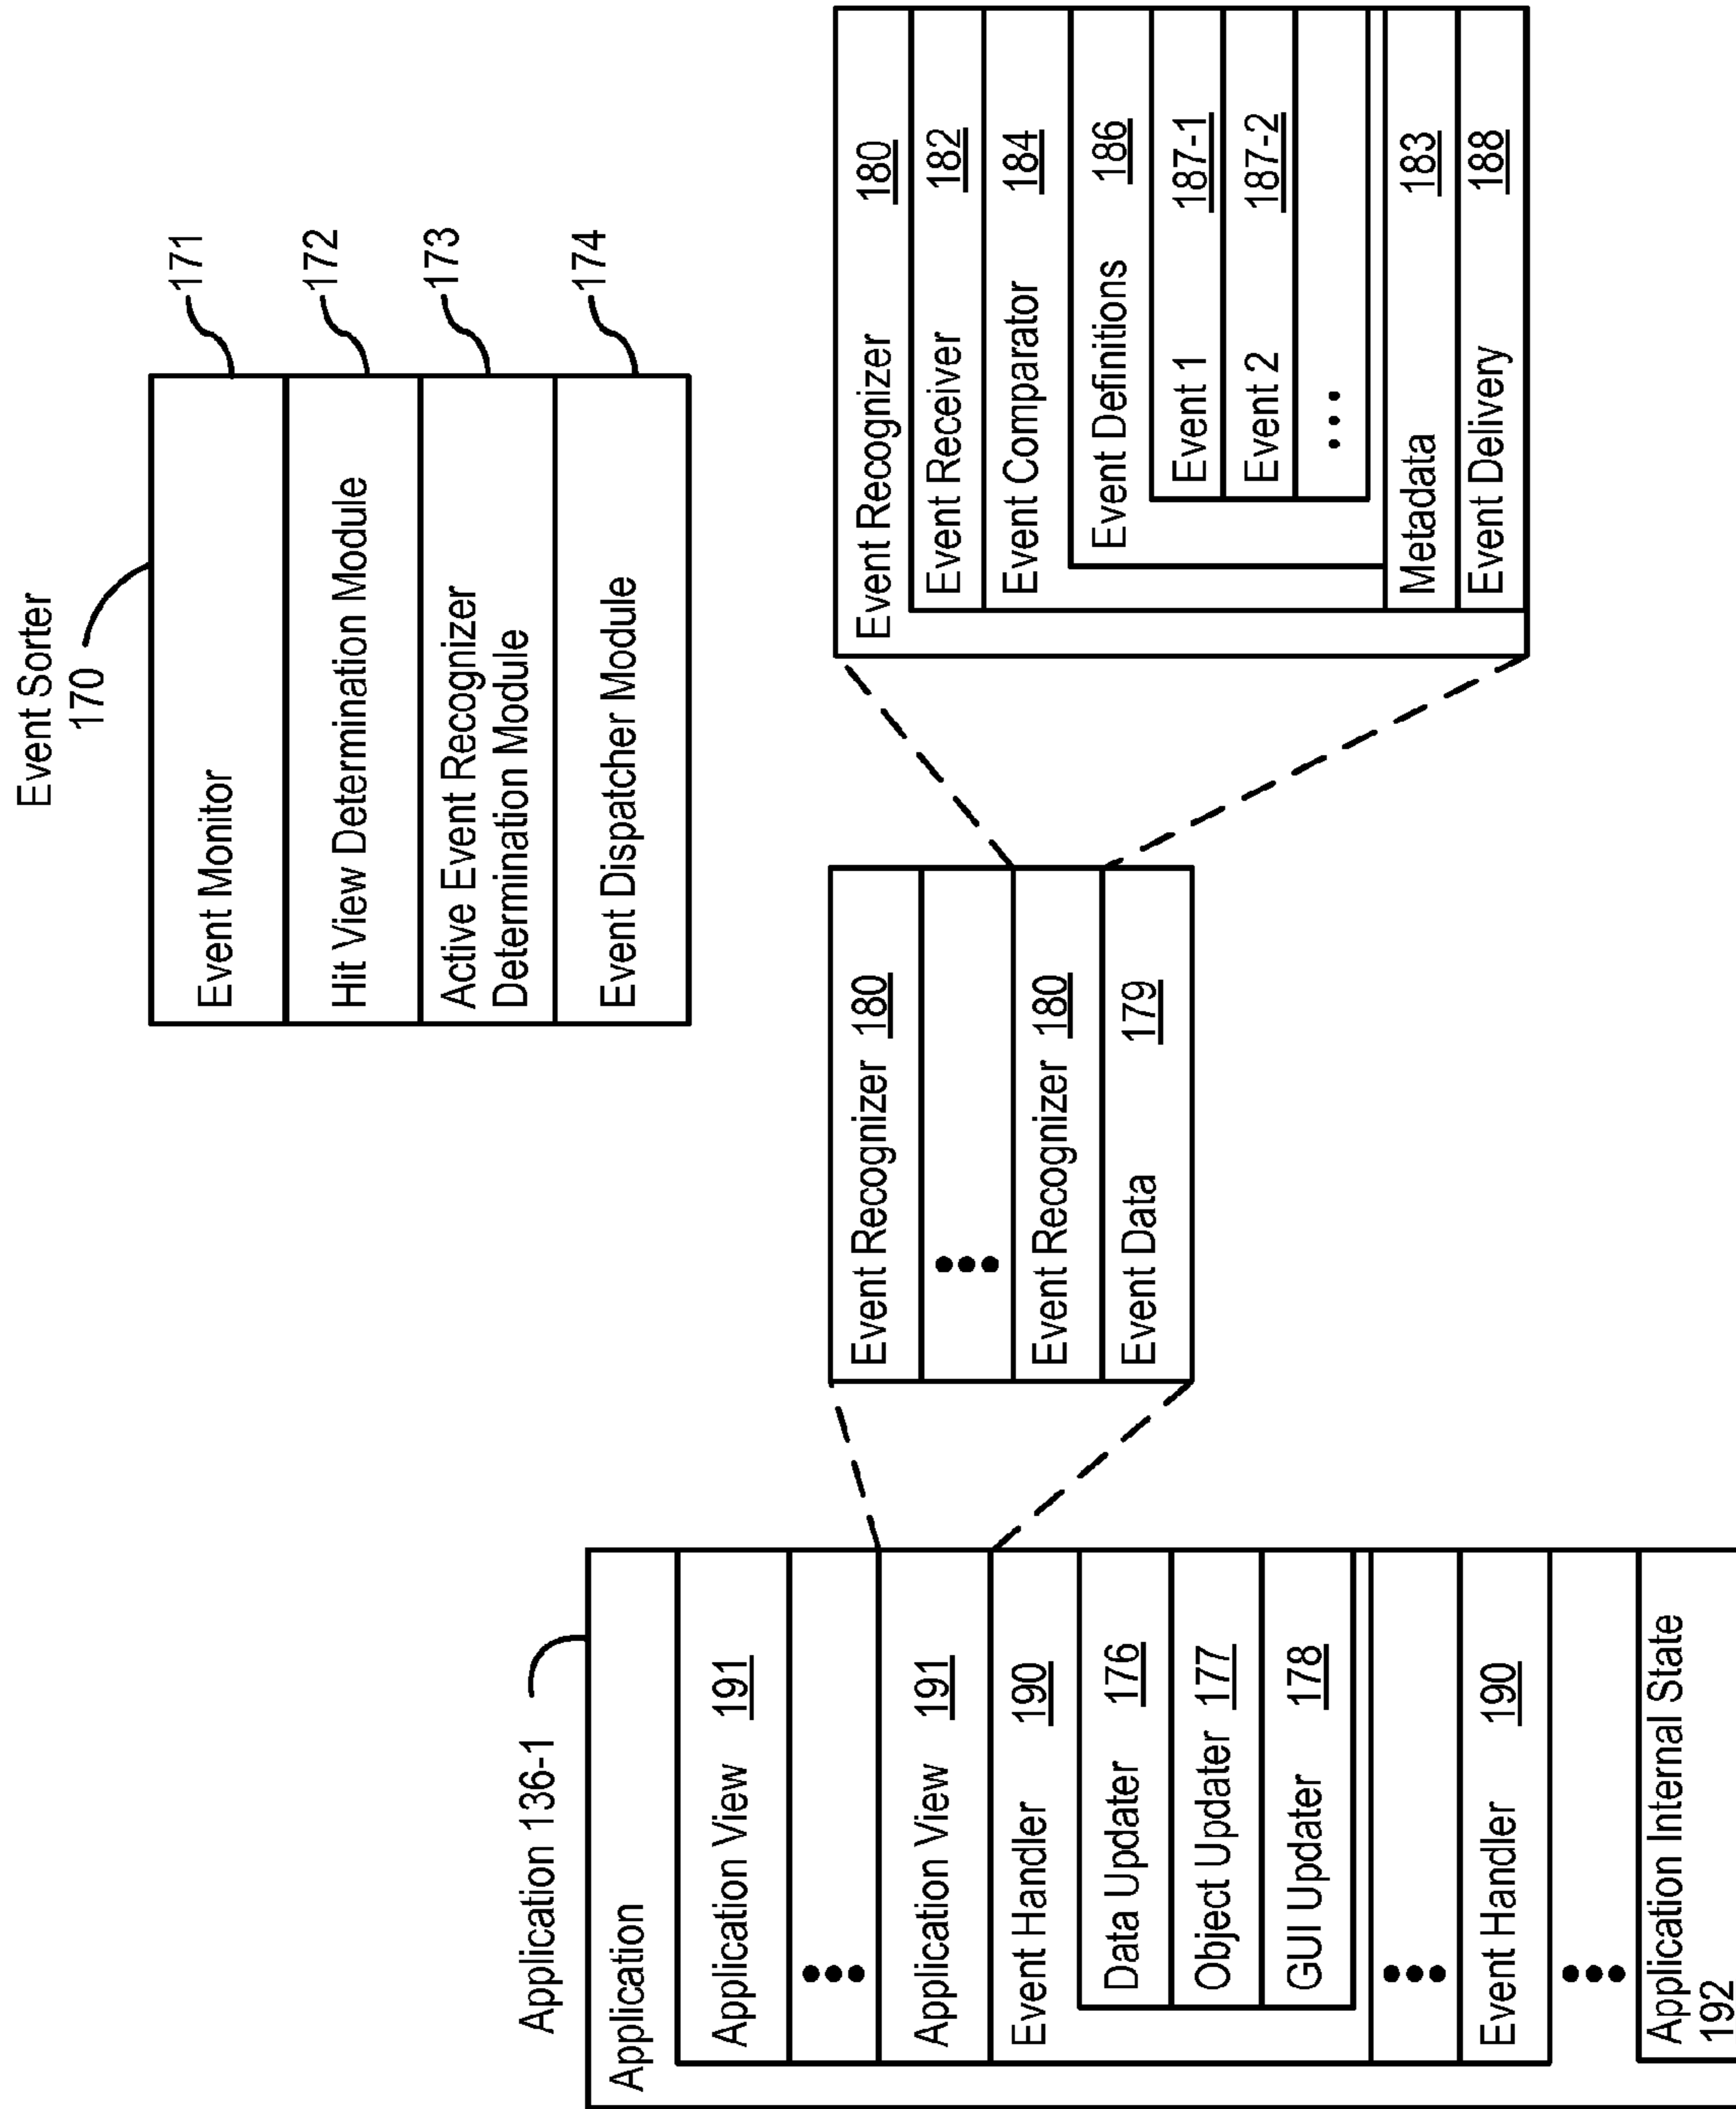 Event Sorter
170
Event Monitor
171
Hit View Determination Module
172
Active Event Recognizer
Determination Module
173
Event Dispatcher Module
174
Application 136-1
Application
Application View 191
•••
Application View 191
Event Handler 190
Data Updater 176
Object Updater 177
GUI Updater 178
•••
Event Handler 190
•••
Application Internal State
192
Event Recognizer 180
•••
Event Recognizer 180
Event Data 179
Event Recognizer 180
Event Receiver 182
Event Comparator 184
Event Definitions 186
Event 1 187-1
Event 2 187-2
•••
Metadata 183
Event Delivery 188